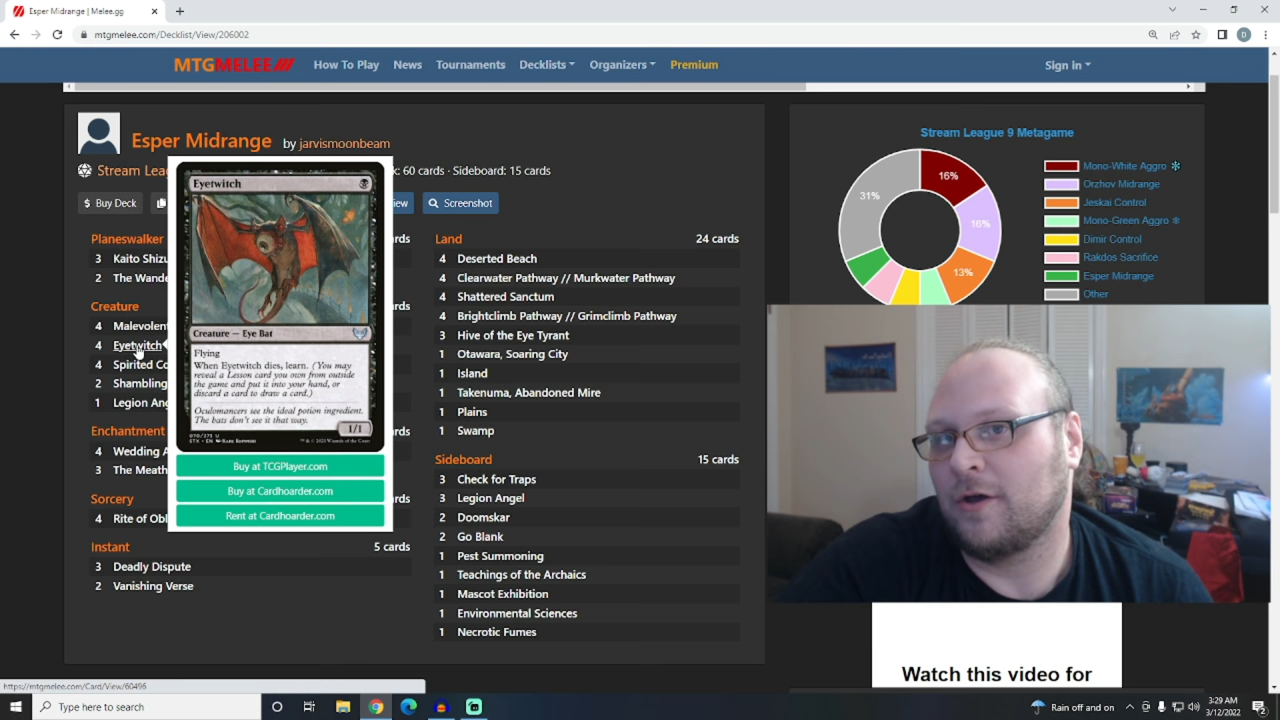 Esper Midrange | Melee.gg
mtgmelee.com/Decklist/View/206002
MTGMELEE
How To Play
News
Tournaments
Decklists
Organizers
Premium
Sign in
Esper Midrange by jarvismoonbeam
Stream Lea
60 cards - Sideboard: 15 cards
$ Buy Deck
iew
Screenshot
Planeswalker
ards
3 Kaito Shizu
2 The Wande
Creature
4 Malevolen
4 Eyetwitch
4 Spirited Co
2 Shambling
1 Legion Ang
Enchantment
ards
4 Wedding A
3 The Meath
Sorcery
ards
4 Rite of Obl
Instant
5 cards
3 Deadly Dispute
2 Vanishing Verse
Eyetwitch
Creature — Eye Bat
Flying
When Eyetwitch dies, learn. (You may
reveal a Lesson card you own from outside
the game and put it into your hand, or
discard a card to draw a card.)
Oculomancers see the ideal potion ingredient.
The bats don't see it that way.
1/1
Buy at TCGPlayer.com
Buy at Cardhoarder.com
Rent at Cardhoarder.com
Land
24 cards
4 Deserted Beach
4 Clearwater Pathway // Murkwater Pathway
4 Shattered Sanctum
4 Brightclimb Pathway // Grimclimb Pathway
3 Hive of the Eye Tyrant
1 Otawara, Soaring City
1 Island
1 Takenuma, Abandoned Mire
1 Plains
1 Swamp
Sideboard
15 cards
3 Check for Traps
3 Legion Angel
2 Doomskar
2 Go Blank
1 Pest Summoning
1 Teachings of the Archaics
1 Mascot Exhibition
1 Environmental Sciences
1 Necrotic Fumes
Stream League 9 Metagame
16%
16%
13%
31%
Mono-White Aggro
Orzhov Midrange
Jeskai Control
Mono-Green Aggro
Dimir Control
Rakdos Sacrifice
Esper Midrange
Other
Watch this video for
https://mtgmelee.com/Card/View/60496
Type here to search
Rain off and on
3:29 AM
3/12/2022